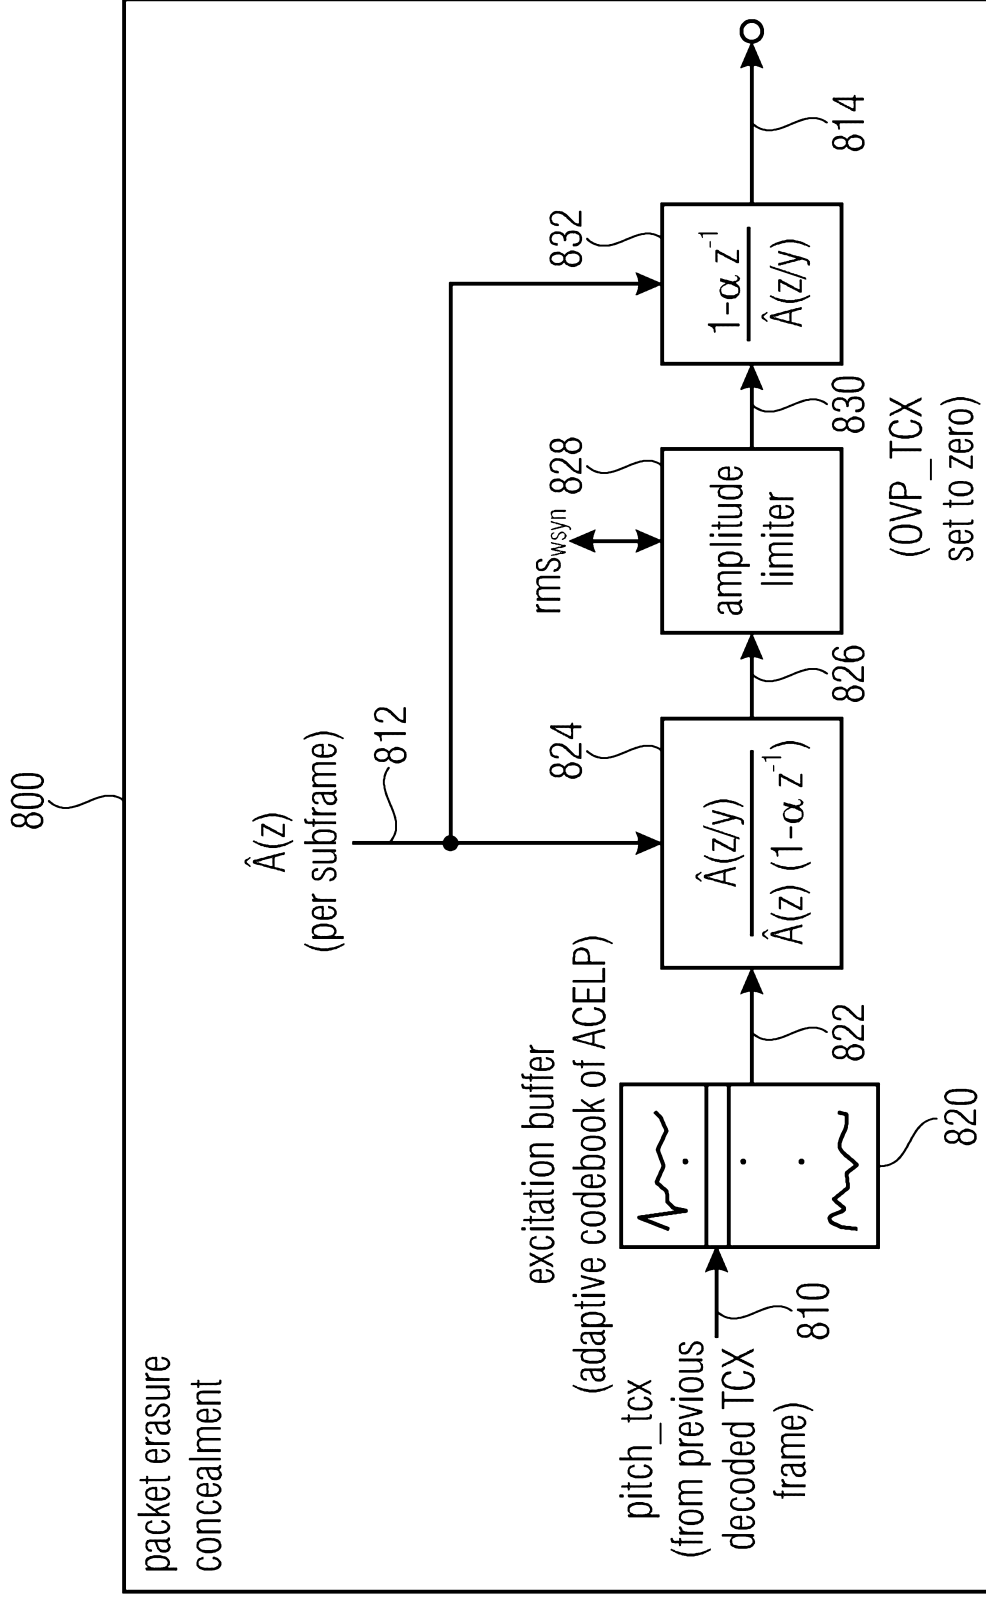 800
packet erasure
concealment
Â(z)
(per subframe)
812
excitation buffer
(adaptive codebook of ACELP)
pitch_tcx
(from previous
decoded TCX
frame)
810
820
822
824
Â(z/y)
Â(z) (1-α z⁻¹)
826
rms_wsyn
828
amplitude
limiter
830
(OVP_TCX
set to zero)
832
1-α z⁻¹
Â(z/y)
814